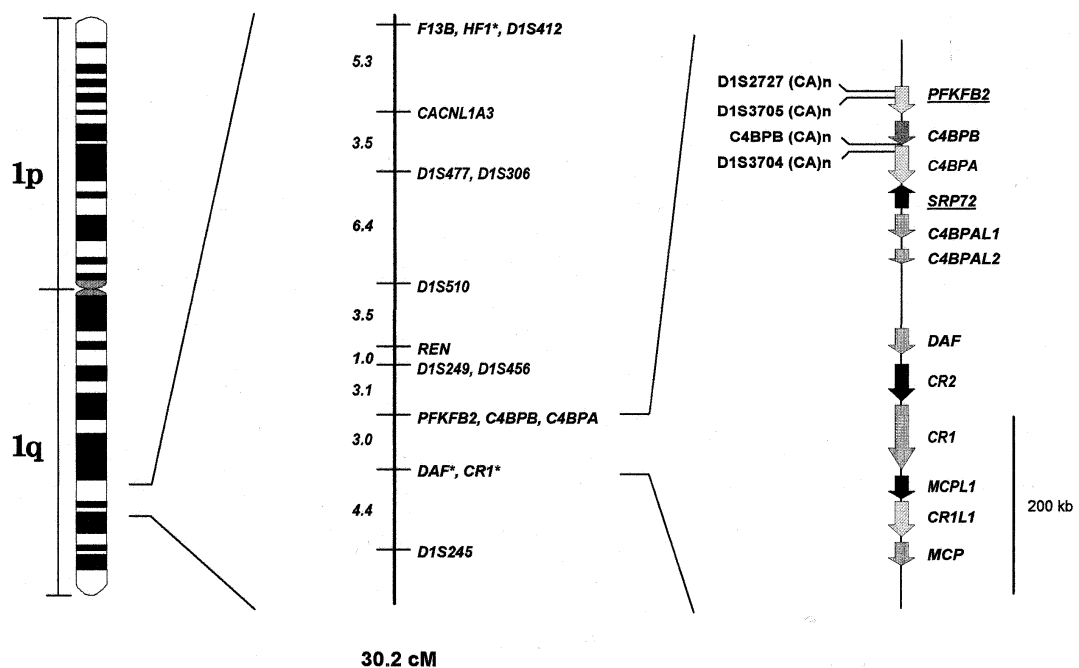 1p
1q
F13B, HF1*, D1S412
5.3
CACNL1A3
3.5
D1S477, D1S306
6.4
D1S510
3.5
REN
1.0
D1S249, D1S456
3.1
PFKFB2, C4BPB, C4BPA
3.0
DAF*, CR1*
4.4
D1S245
30.2 cM
D1S2727 (CA)n
D1S3705 (CA)n
C4BPB (CA)n
D1S3704 (CA)n
PFKFB2
C4BPB
C4BPA
SRP72
C4BPAL1
C4BPAL2
DAF
CR2
CR1
MCPL1
CR1L1
MCP
200 kb